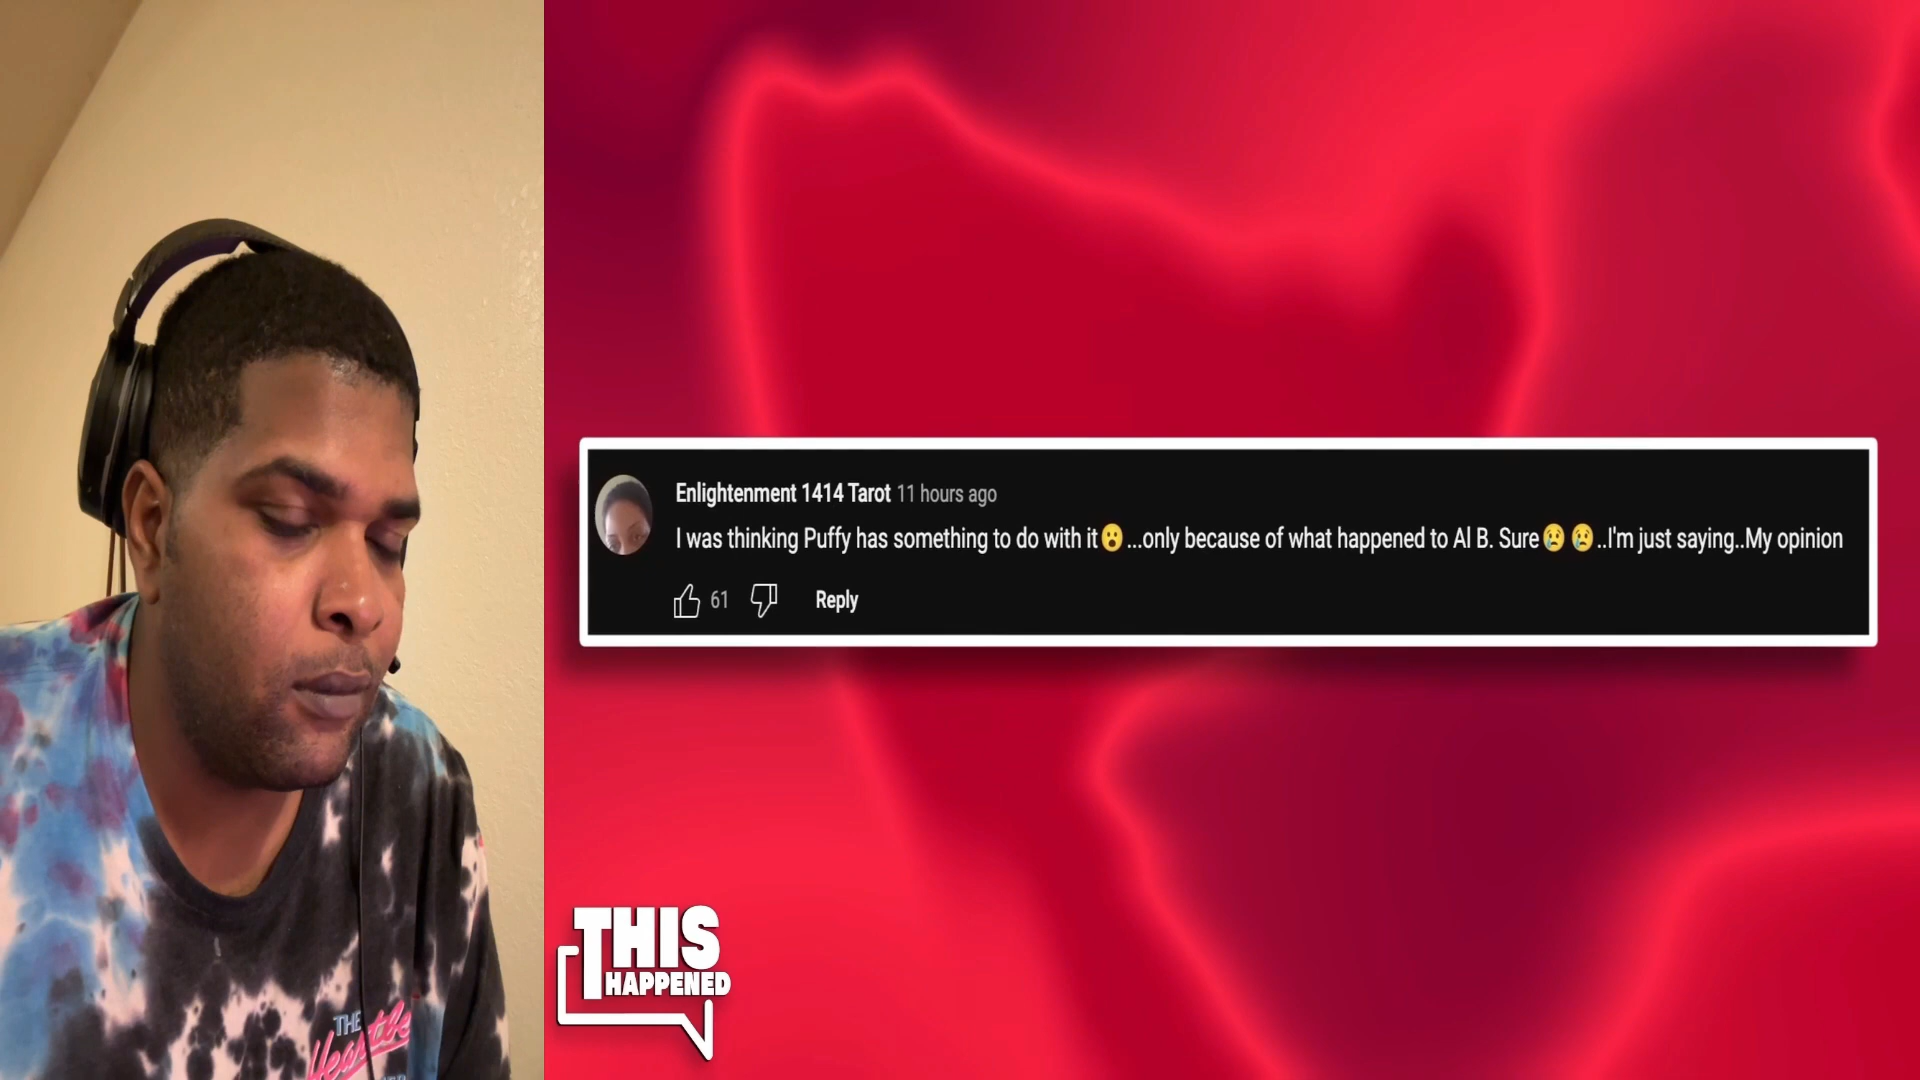 Enlightenment 1414 Tarot 11 hours ago
I was thinking Puffy has something to do with it😮...only because of what happened to Al B. Sure😢😢..I'm just saying..My opinion
61 Reply
THIS
HAPPENED
THE